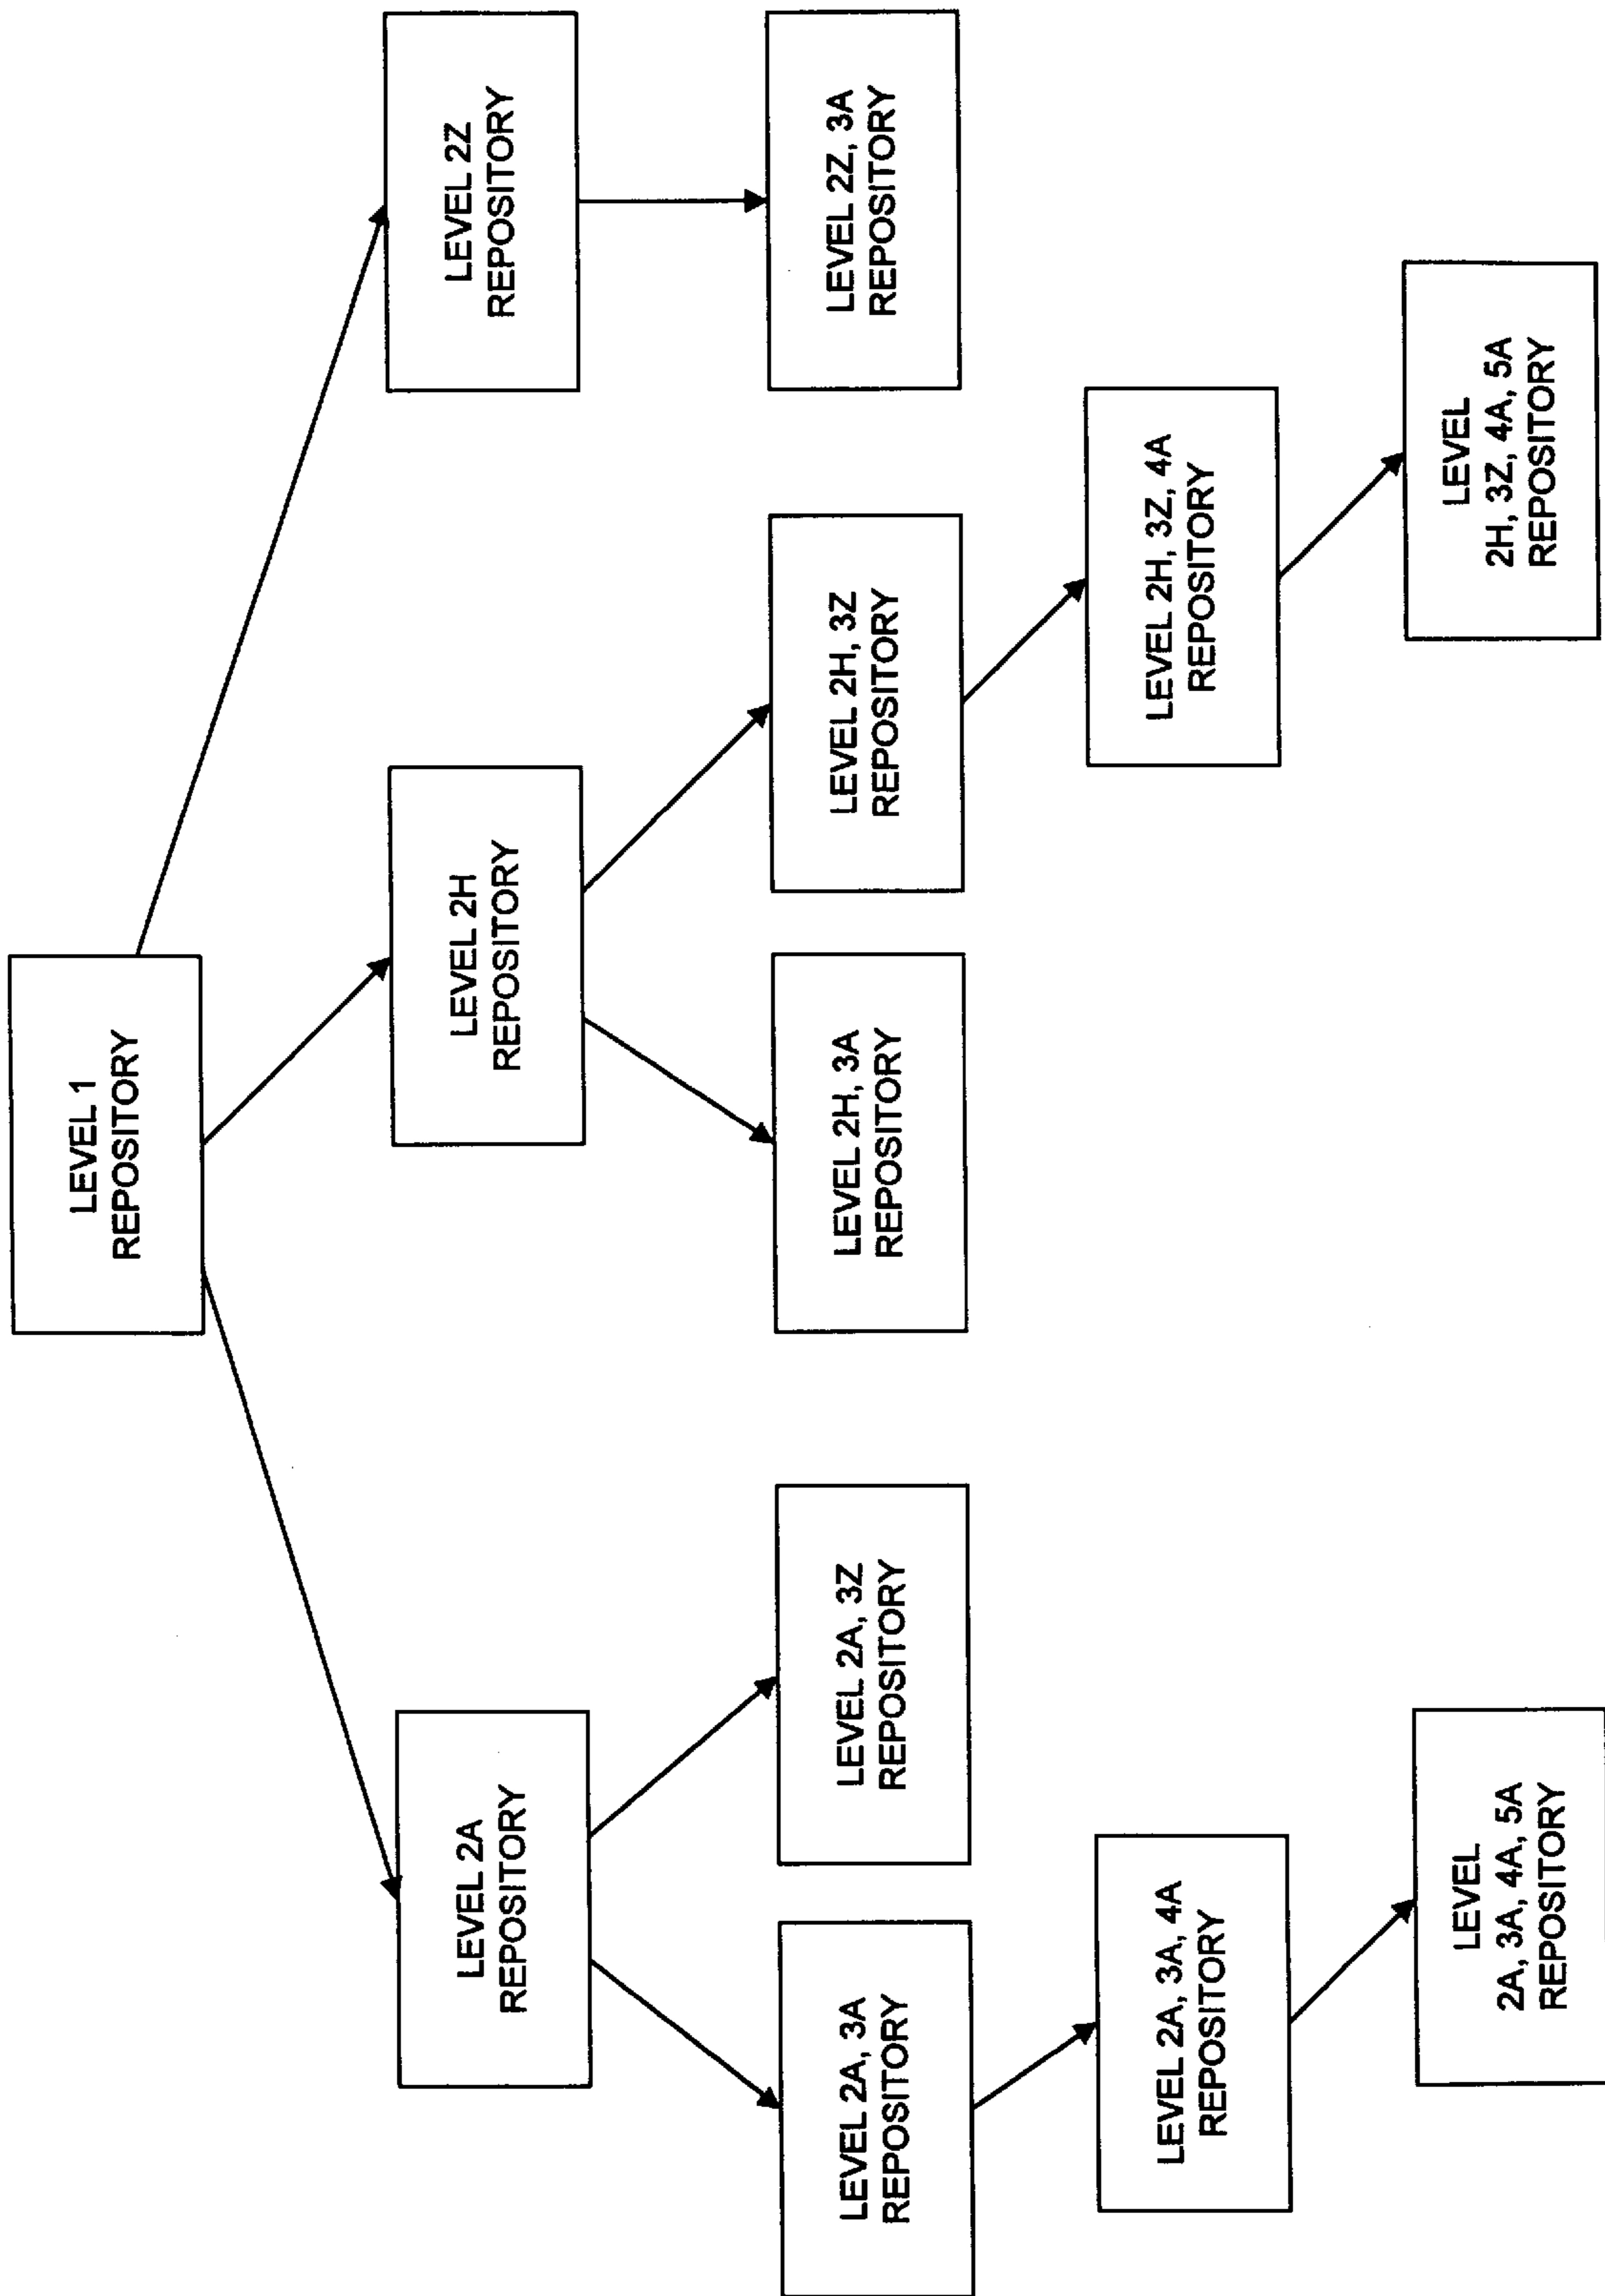 LEVEL 1
REPOSITORY
LEVEL 2A
REPOSITORY
LEVEL 2H
REPOSITORY
LEVEL 2Z
REPOSITORY
LEVEL 2A, 3A
REPOSITORY
LEVEL 2A, 3Z
REPOSITORY
LEVEL 2H, 3A
REPOSITORY
LEVEL 2H, 3Z
REPOSITORY
LEVEL 2Z, 3A
REPOSITORY
LEVEL 2A, 3A, 4A
REPOSITORY
LEVEL 2H, 3Z, 4A
REPOSITORY
LEVEL
2A, 3A, 4A, 5A
REPOSITORY
LEVEL
2H, 3Z, 4A, 5A
REPOSITORY